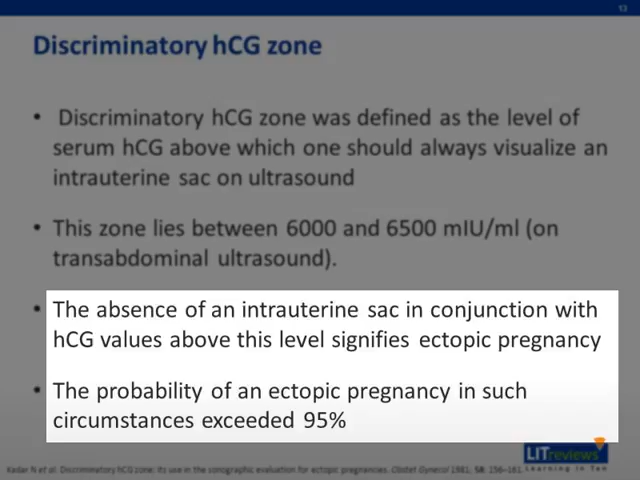 13
Discriminatory hCG zone
• Discriminatory hCG zone was defined as the level of
serum hCG above which one should always visualize an
intrauterine sac on ultrasound
• This zone lies between 6000 and 6500 mIU/ml (on
transabdominal ultrasound).
• The absence of an intrauterine sac in conjunction with
hCG values above this level signifies ectopic pregnancy
• The probability of an ectopic pregnancy in such
circumstances exceeded 95%
LITreviews
Learning in Ten
Kadar N et al. Discriminatory hCG zone: its use in the sonographic evaluation for ectopic pregnancies. Obstet Gynecol 1981; 58: 156–161.